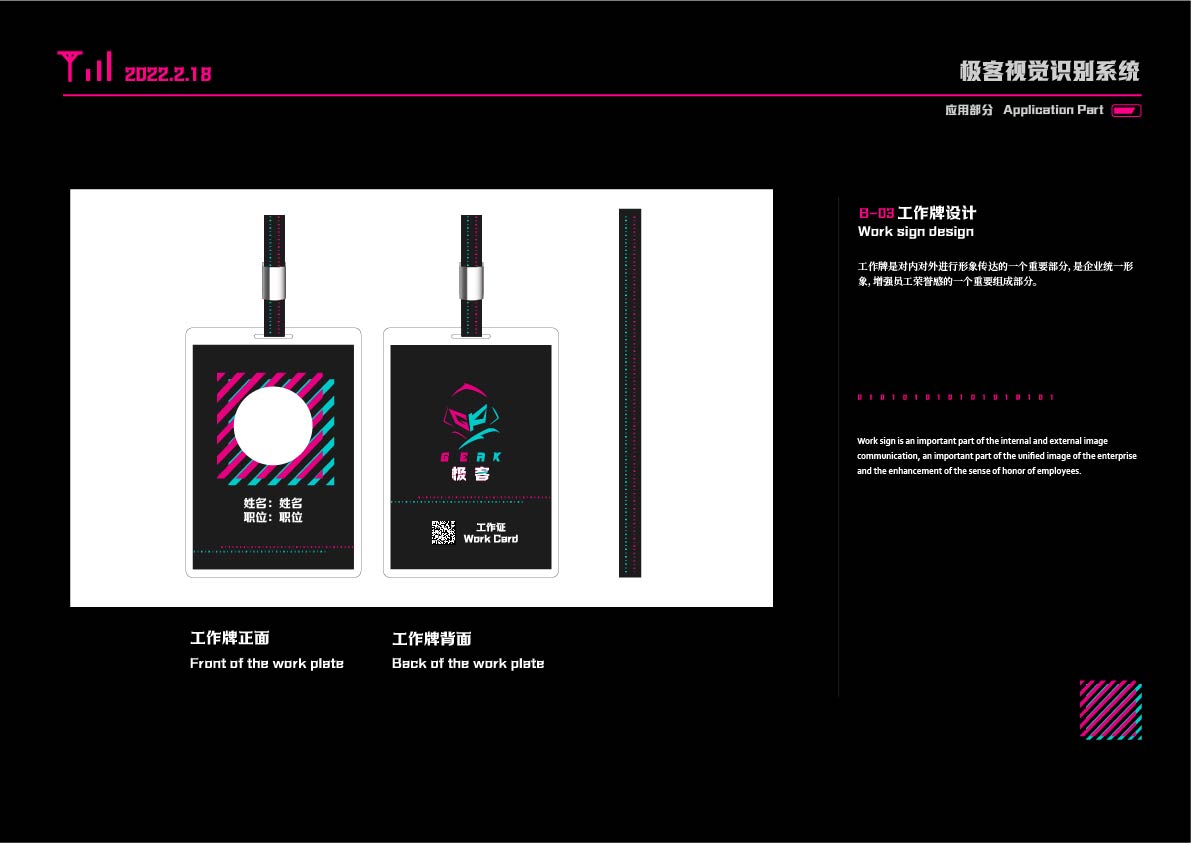 2022.2.18
极客视觉识别系统
应用部分 Application Part
B-03 工作牌设计
Work sign design
工作牌是对内对外进行形象传达的一个重要部分, 是企业统一形
象, 增强员工荣誉感的一个重要组成部分。
0 1 0 1 0 1 0 1 0 1 0 1 0 1 0 1 0 1
Work sign is an important part of the internal and external image
communication, an important part of the unified image of the enterprise
and the enhancement of the sense of honor of employees.
姓名：姓名
职位：职位
GEAK
极客
工作证
Work Card
工作牌正面
Front of the work plate
工作牌背面
Back of the work plate